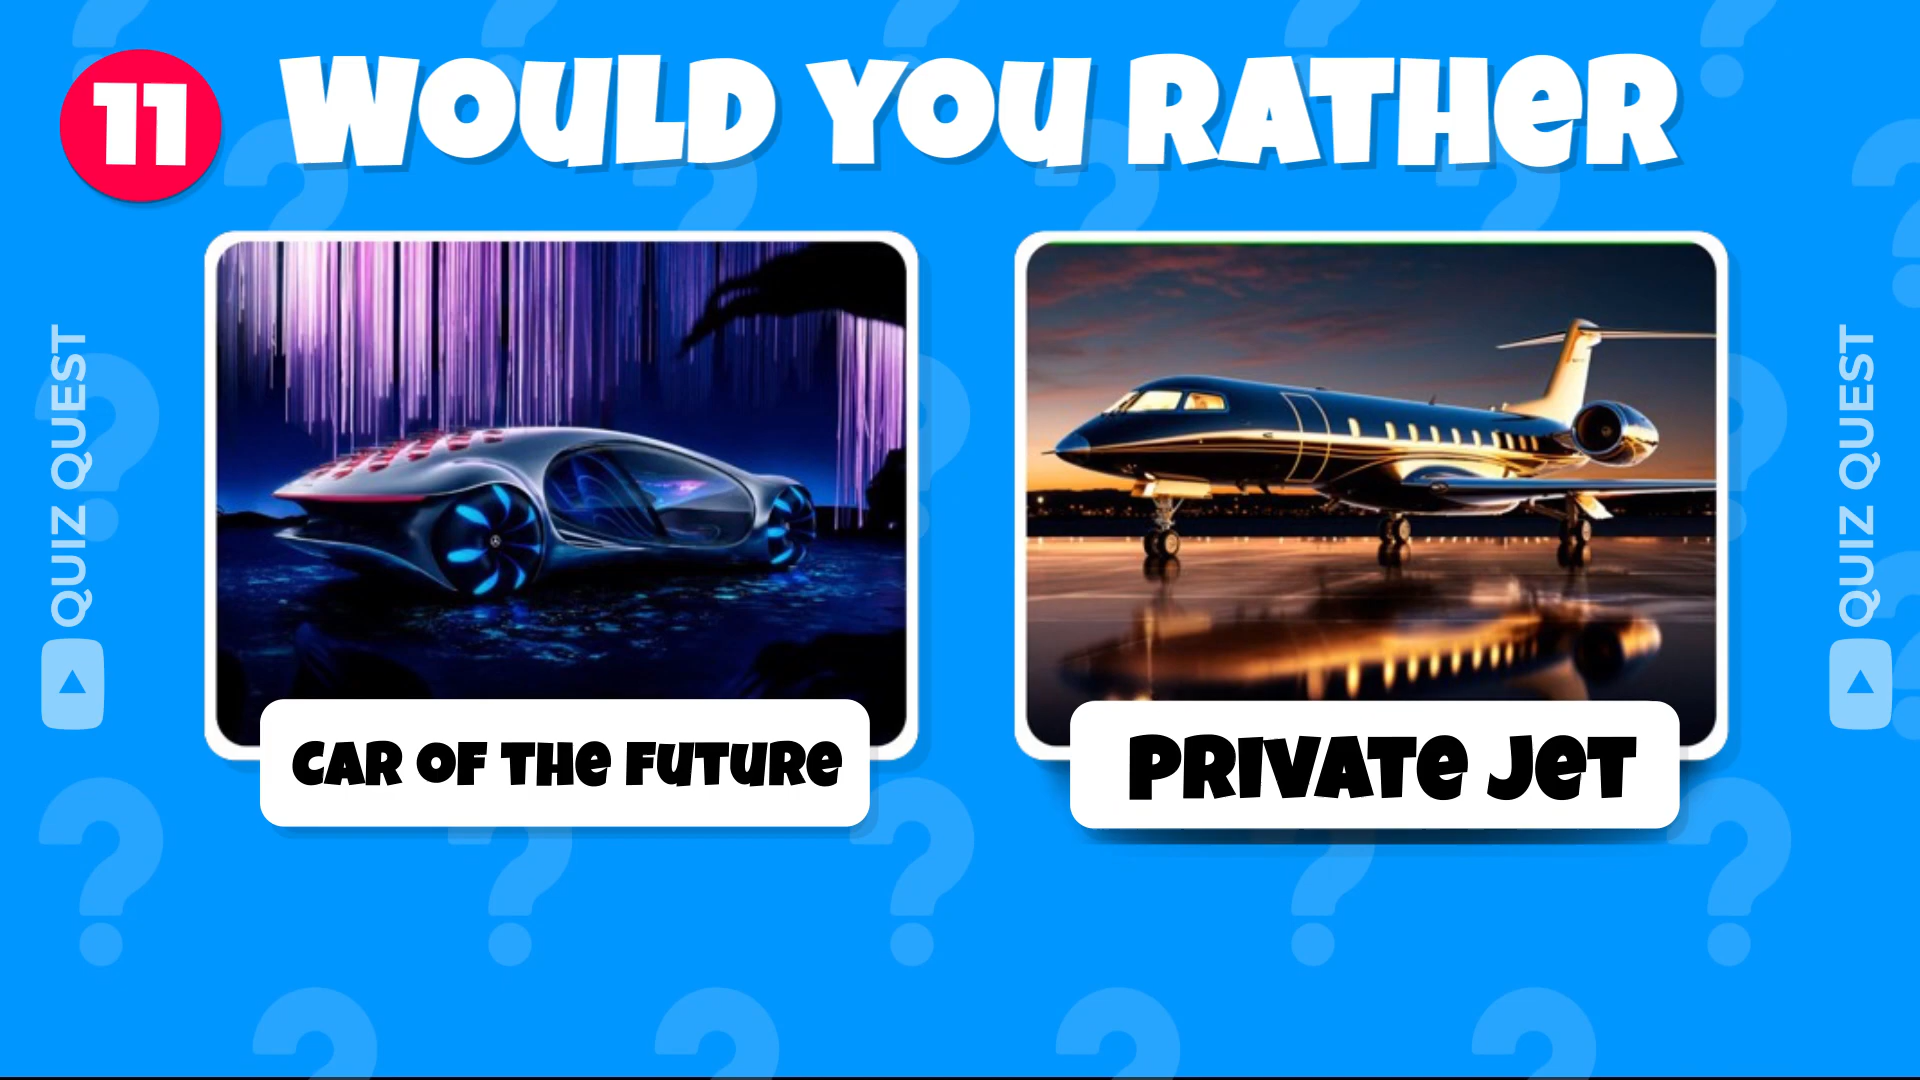 11
WOULD YOU RATHER
CAR OF THE FUTURE
PRIVATE JET
QUIZ QUEST
QUIZ QUEST